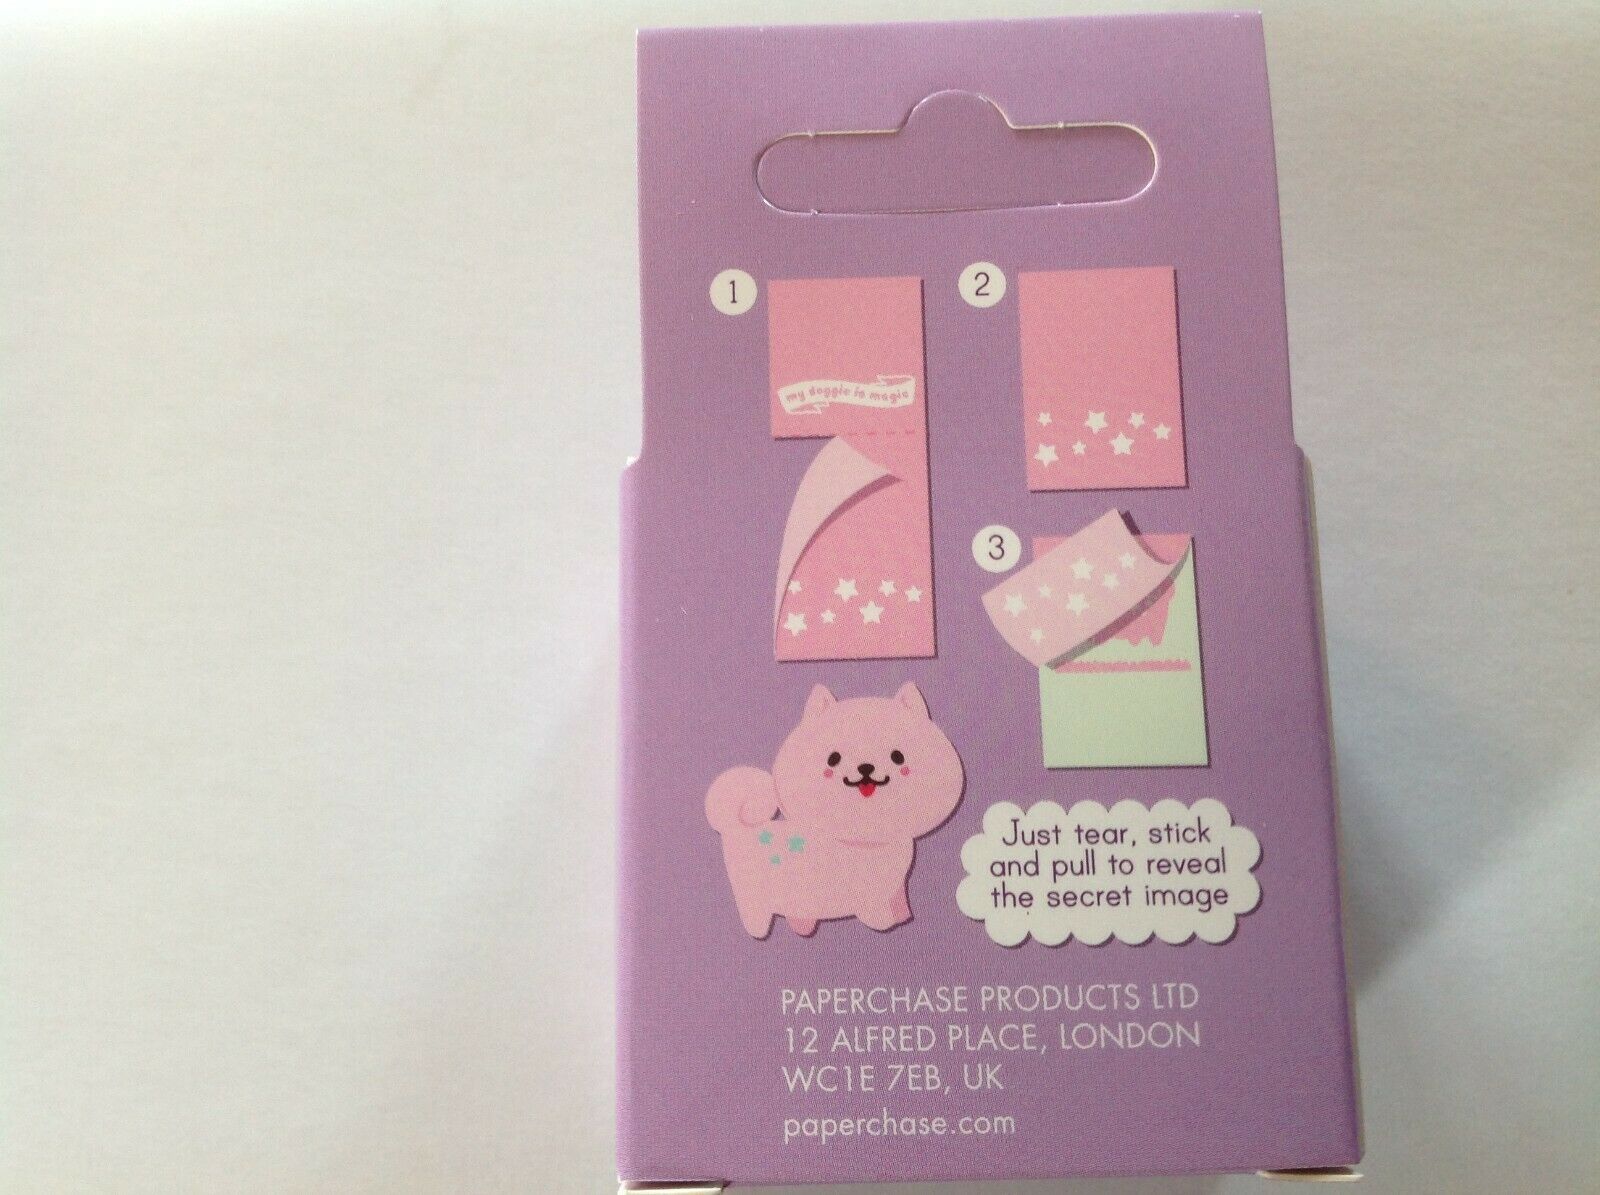 1
2
my doggie is magic
3
Just tear, stick
and pull to reveal
the secret image
PAPERCHASE PRODUCTS LTD
12 ALFRED PLACE, LONDON
WC1E 7EB, UK
paperchase.com